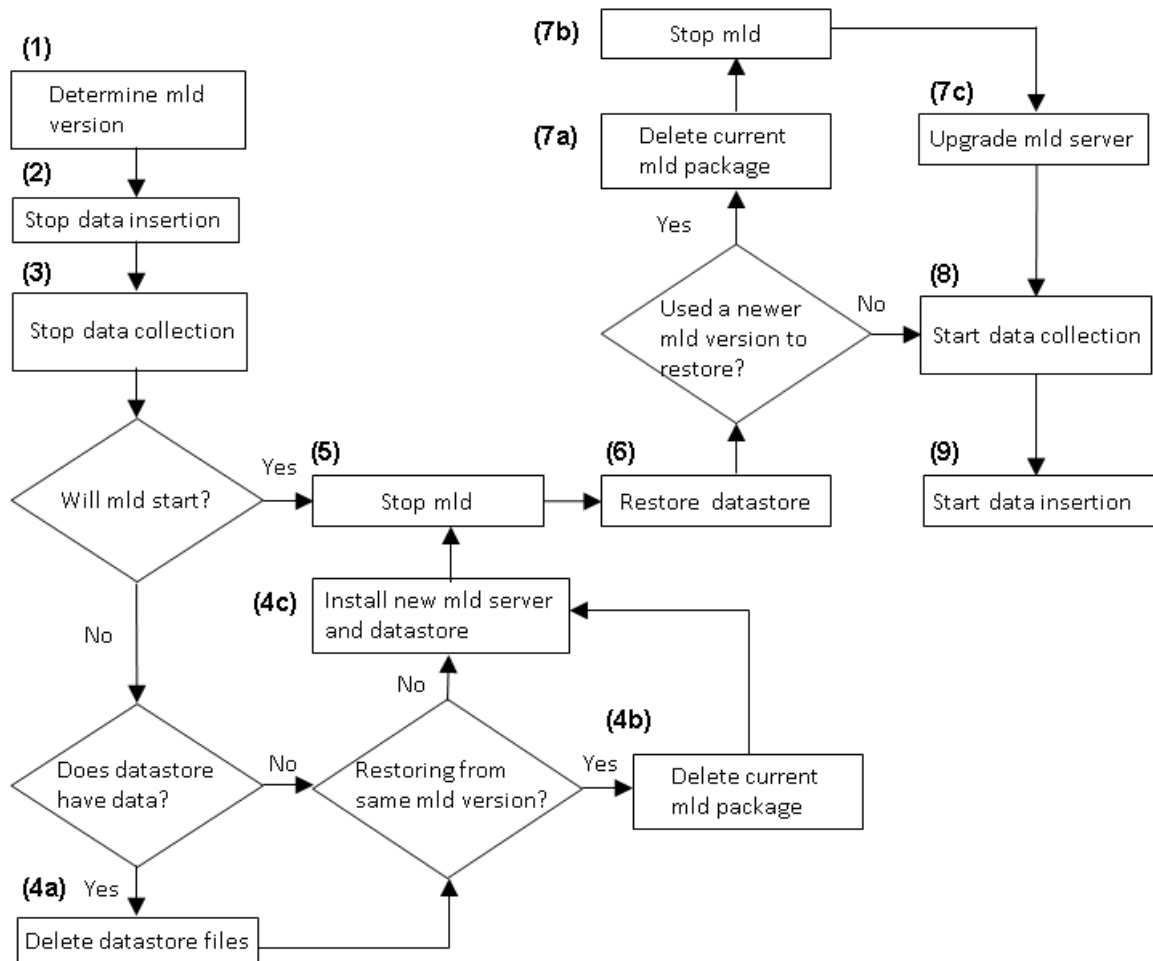 (1)
Determine mld
version
(2)
Stop data insertion
(3)
Stop data collection
Will mld start?
Yes
No
Does datastore
have data?
No
Yes
(4a)
Delete datastore files
Restoring from
same mld version?
No
Yes
(4b)
Delete current
mld package
(4c)
Install new mld server
and datastore
(5)
Stop mld
(6)
Restore datastore
Used a newer
mld version to
restore?
Yes
No
(7a)
Delete current
mld package
(7b)
Stop mld
(7c)
Upgrade mld server
(8)
Start data collection
(9)
Start data insertion